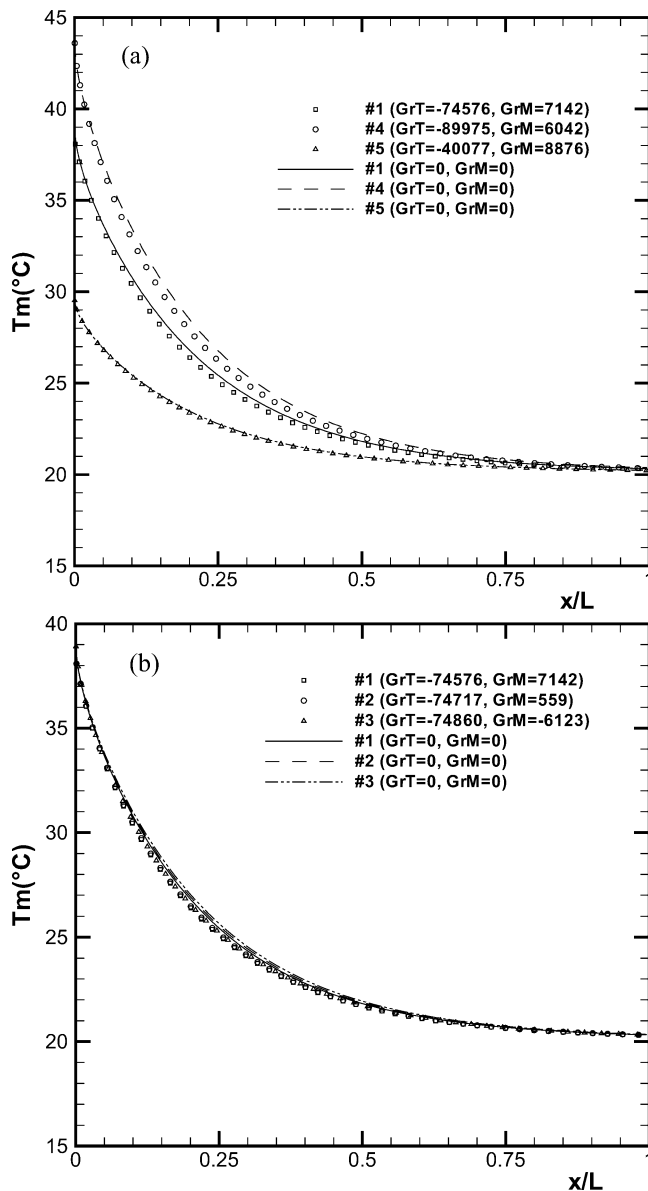 45
(a)
#1 (GrT=-74576, GrM=7142)
40
#4 (GrT=-89975, GrM=6042)
#5 (GrT=-40077, GrM=8876)
#1 (GrT=0, GrM=0)
#4 (GrT=0, GrM=0)
#5 (GrT=0, GrM=0)
35
Tm(°C)
30
25
20
15
0
0.25
0.5
0.75
1
x/L
40
(b)
#1 (GrT=-74576, GrM=7142)
#2 (GrT=-74717, GrM=559)
#3 (GrT=-74860, GrM=-6123)
35
#1 (GrT=0, GrM=0)
#2 (GrT=0, GrM=0)
#3 (GrT=0, GrM=0)
30
Tm(°C)
25
20
15
0
0.25
0.5
0.75
1
x/L